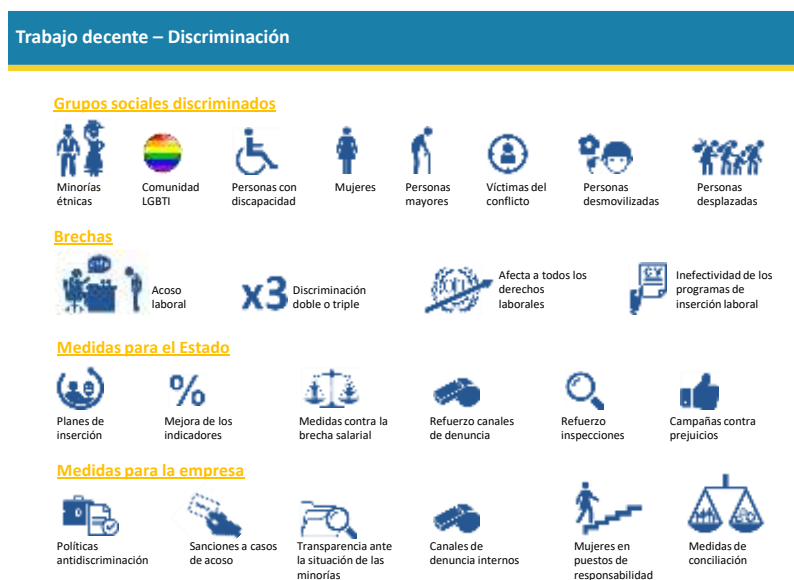 Trabajo decente – Discriminación
Grupos sociales discriminados
Minorías
étnicas
Comunidad
LGBTI
Personas con
discapacidad
Mujeres
Personas
mayores
Víctimas del
conflicto
Personas
desmovilizadas
Personas
desplazadas
Brechas
Acoso
laboral
x3
Discriminación
doble o triple
Afecta a todos los
derechos
laborales
CV
Inefectividad de los
programas de
inserción laboral
Medidas para el Estado
%
Planes de
inserción
Mejora de los
indicadores
Medidas contra la
brecha salarial
Refuerzo canales
de denuncia
Refuerzo
inspecciones
Campañas contra
prejuicios
Medidas para la empresa
Políticas
antidiscriminación
Sanciones a casos
de acoso
Transparencia ante
la situación de las
minorías
Canales de
denuncia internos
Mujeres en
puestos de
responsabilidad
Medidas de
conciliación